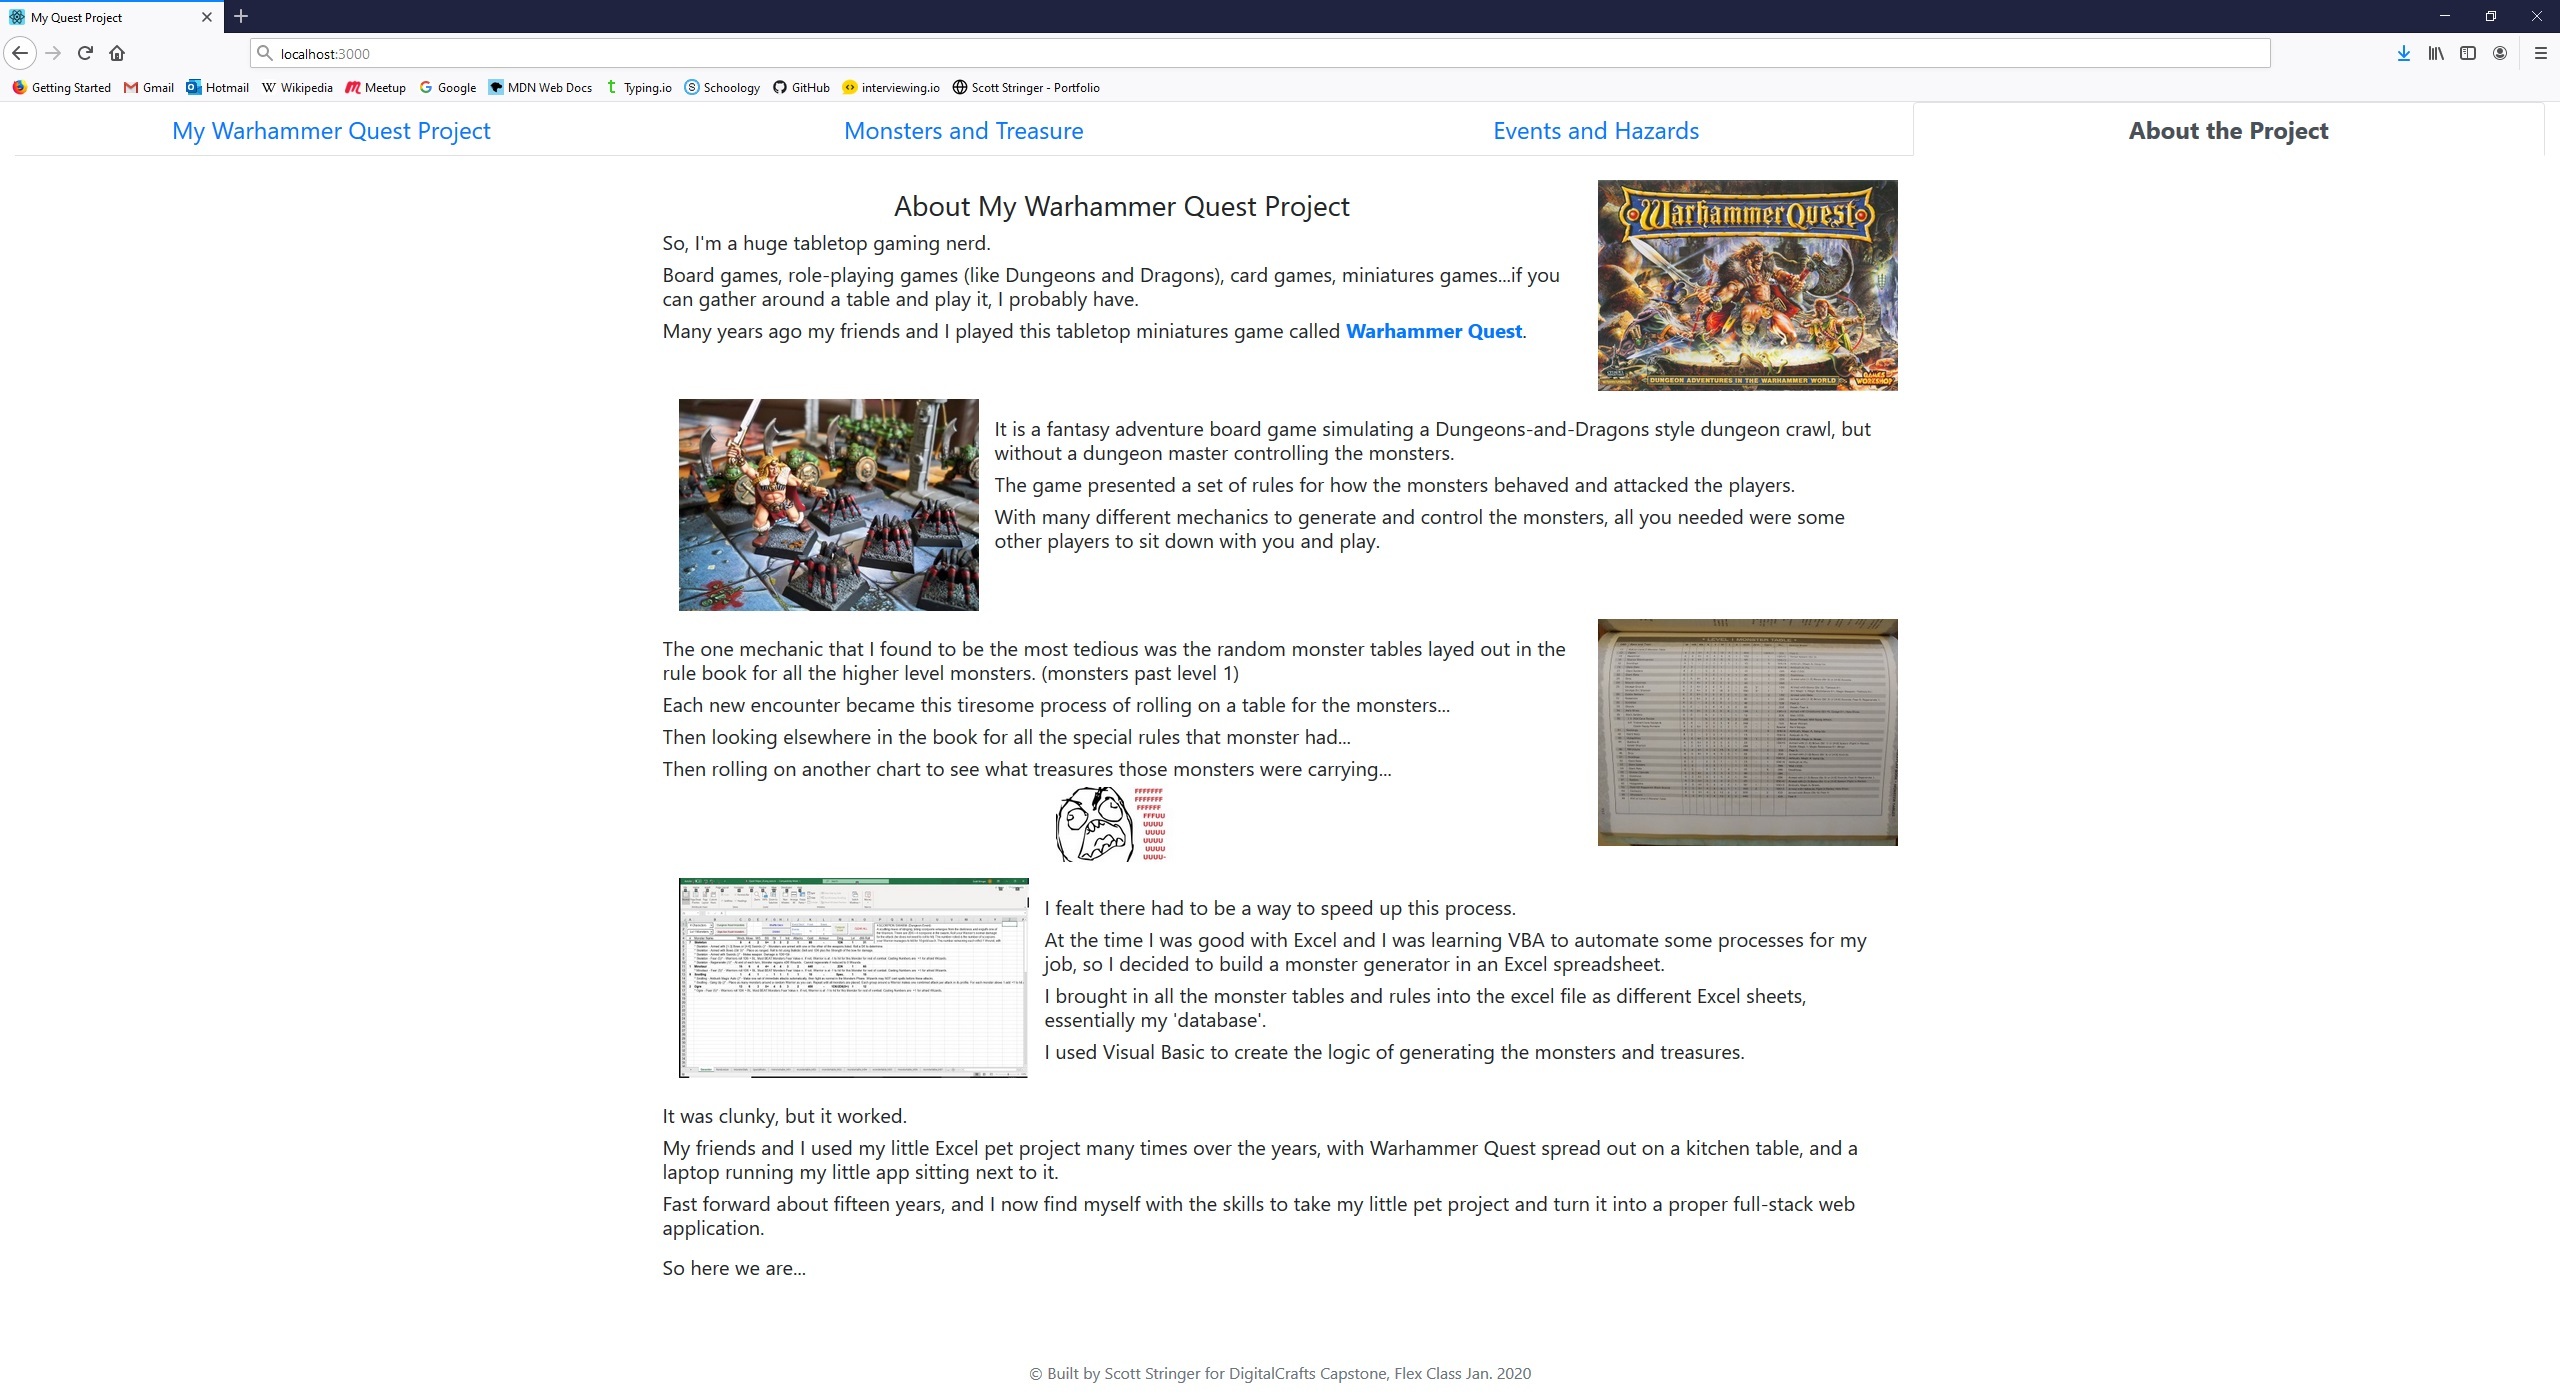 My Quest Project
localhost:3000
Getting Started Gmail Hotmail Wikipedia Meetup Google MDN Web Docs Typing.io Schoology GitHub interviewing.io Scott Stringer - Portfolio
My Warhammer Quest Project Monsters and Treasure Events and Hazards About the Project
About My Warhammer Quest Project
So, I'm a huge tabletop gaming nerd.
Board games, role-playing games (like Dungeons and Dragons), card games, miniatures games...if you
can gather around a table and play it, I probably have.
Many years ago my friends and I played this tabletop miniatures game called Warhammer Quest.
Warhammer Quest
DUNGEON ADVENTURES IN THE WARHAMMER WORLD
GAMES WORKSHOP
It is a fantasy adventure board game simulating a Dungeons-and-Dragons style dungeon crawl, but
without a dungeon master controlling the monsters.
The game presented a set of rules for how the monsters behaved and attacked the players.
With many different mechanics to generate and control the monsters, all you needed were some
other players to sit down with you and play.
The one mechanic that I found to be the most tedious was the random monster tables layed out in the
rule book for all the higher level monsters. (monsters past level 1)
Each new encounter became this tiresome process of rolling on a table for the monsters...
Then looking elsewhere in the book for all the special rules that monster had...
Then rolling on another chart to see what treasures those monsters were carrying...
LEVEL 1 MONSTER TABLE
FFFFFFF
FFFFFFF
FFFFFF
FFFUU
UUUU
UUUU
UUUU
UUUU
UUUU-
I fealt there had to be a way to speed up this process.
At the time I was good with Excel and I was learning VBA to automate some processes for my
job, so I decided to build a monster generator in an Excel spreadsheet.
I brought in all the monster tables and rules into the excel file as different Excel sheets,
essentially my 'database'.
I used Visual Basic to create the logic of generating the monsters and treasures.
It was clunky, but it worked.
My friends and I used my little Excel pet project many times over the years, with Warhammer Quest spread out on a kitchen table, and a
laptop running my little app sitting next to it.
Fast forward about fifteen years, and I now find myself with the skills to take my little pet project and turn it into a proper full-stack web
application.
So here we are...
© Built by Scott Stringer for DigitalCrafts Capstone, Flex Class Jan. 2020